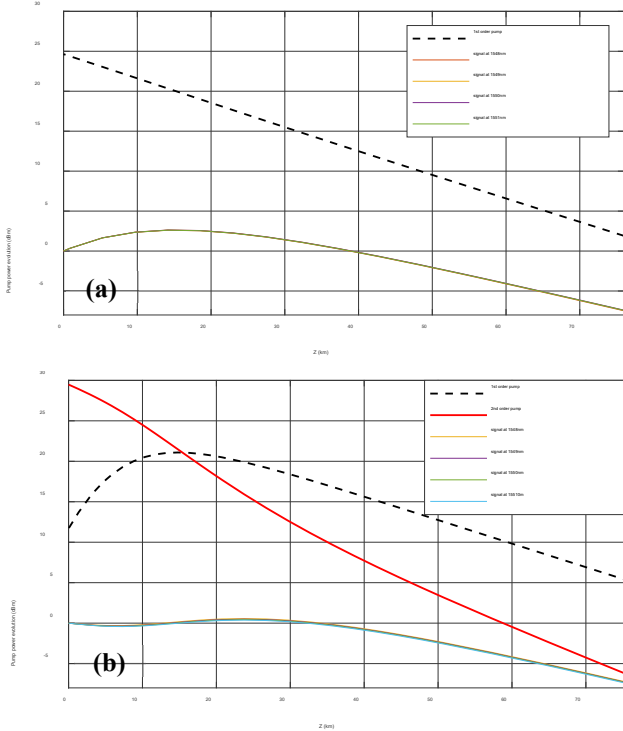 30
25
20
15
10
5
0
-5
1st order pump
signal at 1548nm
signal at 1549nm
signal at 1550nm
signal at 1551nm
Pump power evolution (dBm)
(a)
0
10
20
30
40
50
60
70
Z (km)
30
25
20
15
10
5
0
-5
1st order pump
2nd order pump
signal at 1548nm
signal at 1549nm
signal at 1550nm
signal at 15510m
Pump power evolution (dBm)
(b)
0
10
20
30
40
50
60
70
Z (km)